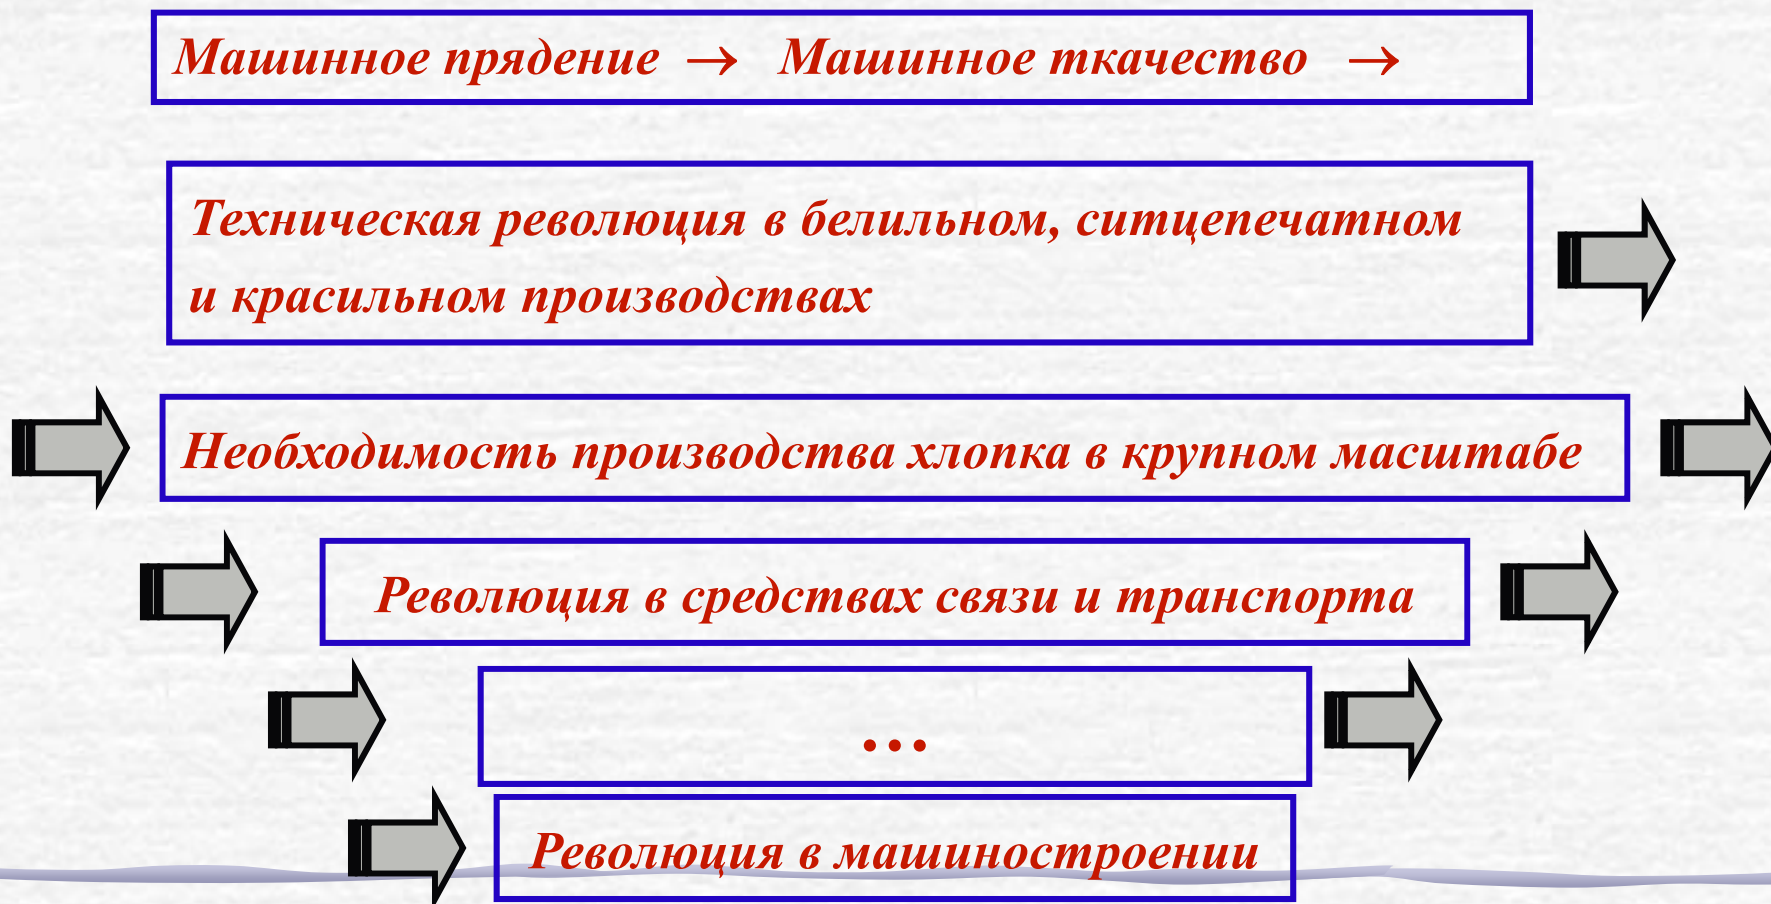 Машинное прядение → Машинное ткачество →
Техническая революция в белильном, ситцепечатном
и красильном производствах
Необходимость производства хлопка в крупном масштабе
Революция в средствах связи и транспорта
...
Революция в машиностроении